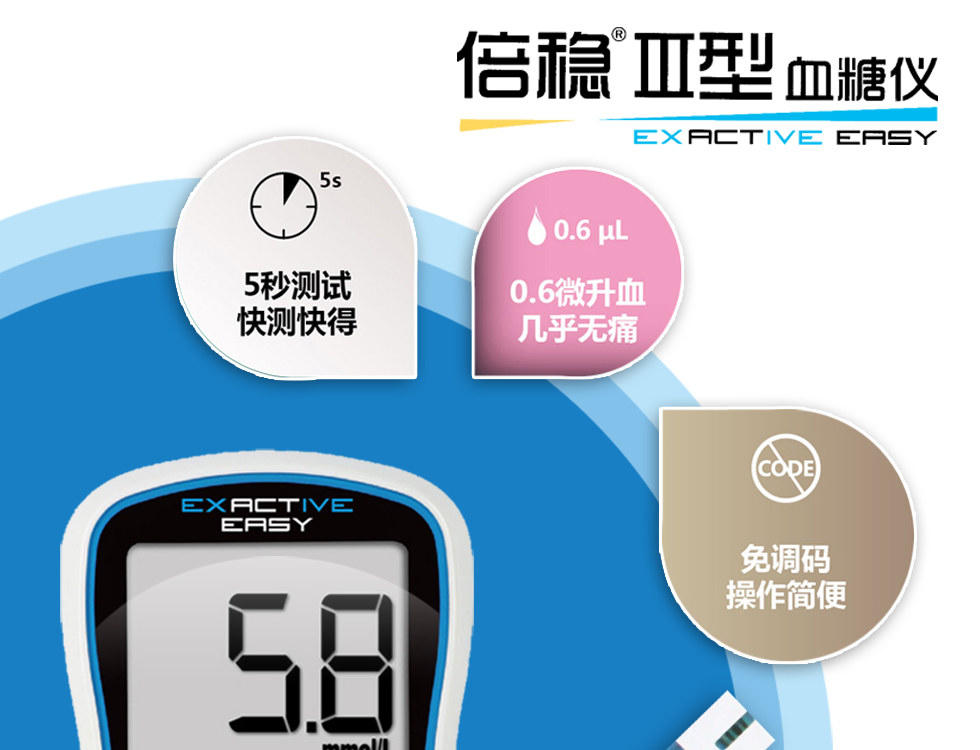 倍稳®Ⅲ型血糖仪
EXACTIVE EASY
5s
5秒测试
快测快得
0.6 μL
0.6微升血
几乎无痛
CODE
免调码
操作简便
EXACTIVE
EASY
5.8
mmol/L